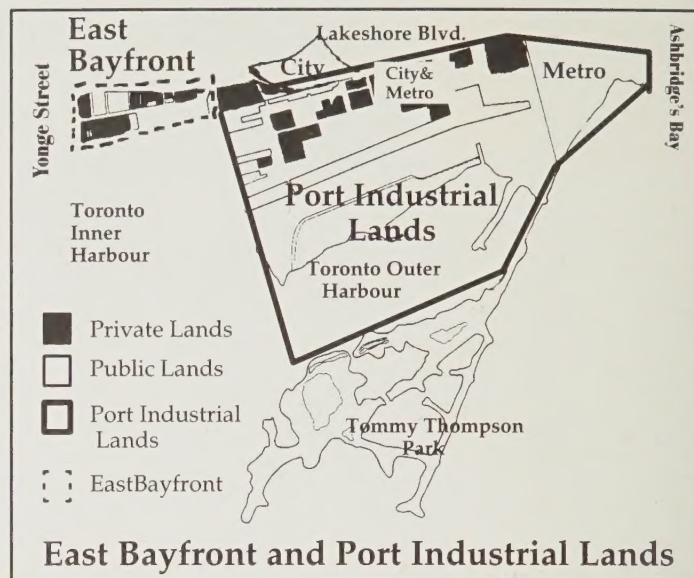 East
Bayfront
Lakeshore Blvd.
City
City&
Metro
Metro
Ashbridge's Bay
Yonge Street
Toronto
Inner
Harbour
Port Industrial
Lands
Toronto Outer
Harbour
Private Lands
Public Lands
Port Industrial
Lands
EastBayfront
Tommy Thompson
Park
East Bayfront and Port Industrial Lands